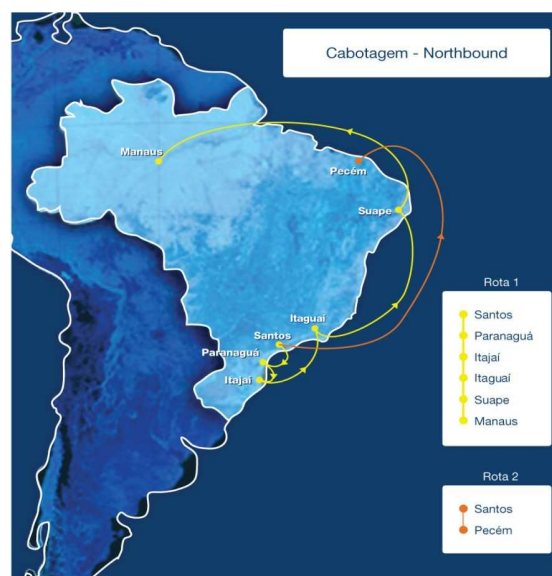 Cabotagem - Northbound
Manaus
Pecém
Suape
Itaguaí
Santos
Paranaguá
Itajaí
Rota 1
Santos
Paranaguá
Itajaí
Itaguaí
Suape
Manaus
Rota 2
Santos
Pecém